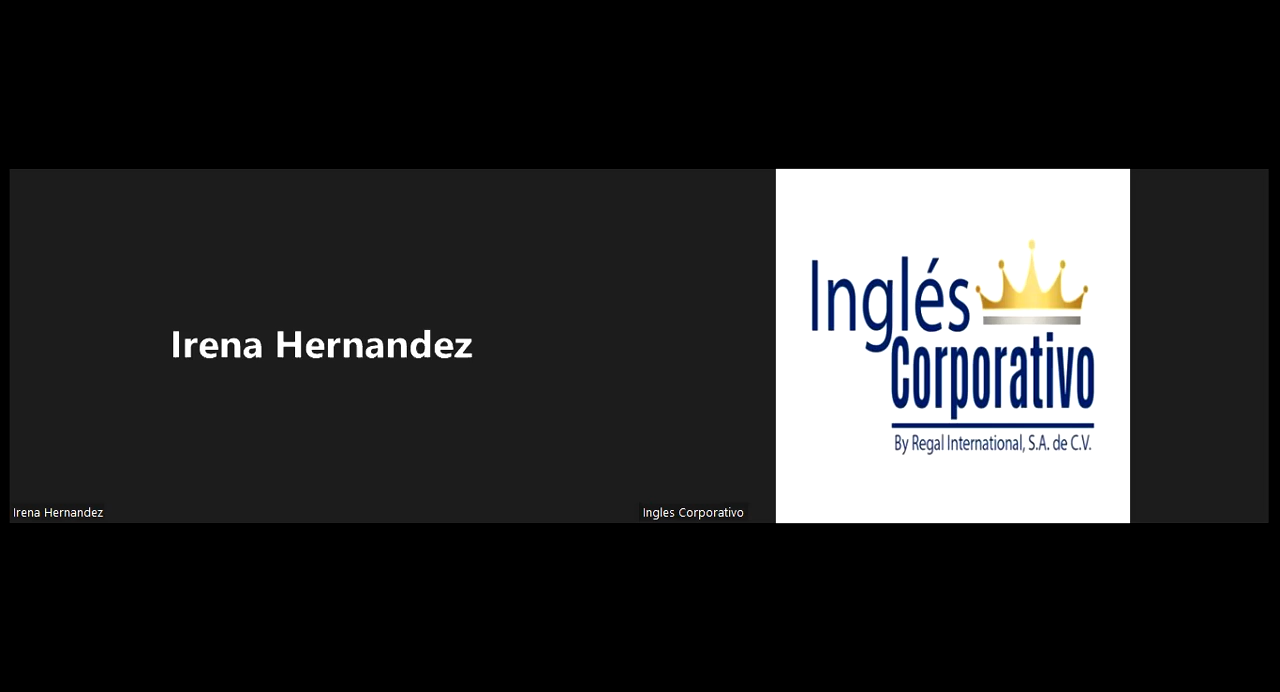 Irena Hernandez
Irena Hernandez
Inglés
Corporativo
By Regal International, S.A. de C.V.
Ingles Corporativo